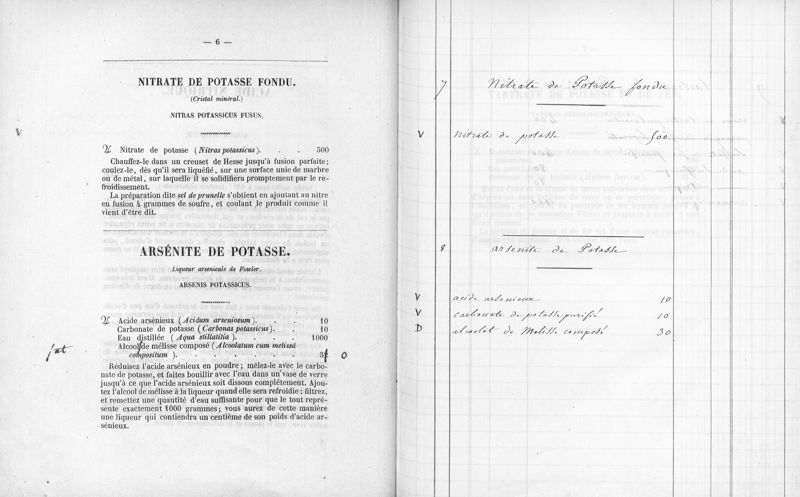 — 6 —
NITRATE DE POTASSE FONDU.
(Cristal minéral.)
NITRAS POTASSICUS FUSUS.
V
♃ Nitrate de potasse (Nitras potassicus). . . 500
Chauffez-le dans un creuset de Hesse jusqu'à fusion parfaite;
coulez-le, dès qu'il sera liquéfié, sur une surface unie de marbre
ou de métal, sur laquelle il se solidifiera promptement par le re-
froidissement.
La préparation dite sel de prunelle s'obtient en ajoutant au nitre
en fusion 4 grammes de soufre, et coulant le produit comme il
vient d'être dit.
ARSÉNITE DE POTASSE.
Liqueur arsenicale de Fowler.
ARSENIS POTASSICUS.
♃ Acide arsénieux (Acidum arseniosum). . . 10
Carbonate de potasse (Carbonas potassicus). . 10
Eau distillée (Aqua stillatitia) . . . . 1000
Alcool de mélisse composé (Alcoolatum cum melissâ
compositum ). . . . . . . . 3
Réduisez l'acide arsénieux en poudre; mêlez-le avec le carbo-
nate de potasse, et faites bouillir avec l'eau dans un vase de verre
jusqu'à ce que l'acide arsénieux soit dissous complétement. Ajou-
tez l'alcool de mélisse à la liqueur quand elle sera refroidie; filtrez,
et remettez une quantité d'eau suffisante pour que le tout repré-
sente exactement 1000 grammes; vous aurez de cette manière
une liqueur qui contiendra un centième de son poids d'acide ar-
sénieux.
/at
0
7 Nitrate de Potasse fondu
V Nitrate de potasse 500
8 arsenite de Potasse
V acide arsénieux 10
V carbonate de potasse purifié 10
D alcoolat de Melisse composé 30